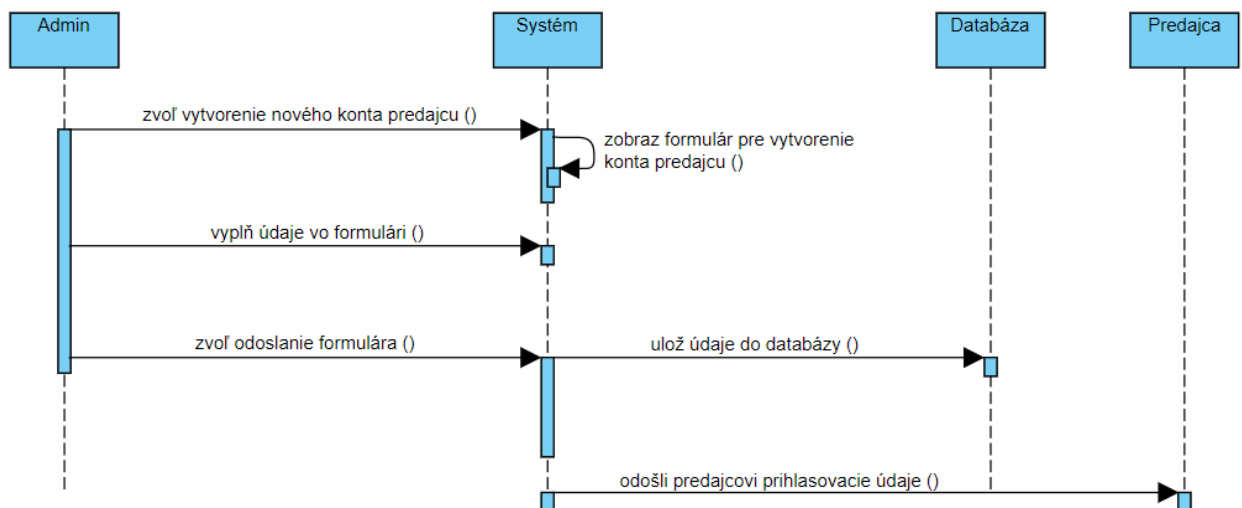 Admin
Systém
Databáza
Predajca
zvoľ vytvorenie nového konta predajcu ()
zobraz formulár pre vytvorenie
konta predajcu ()
vyplň údaje vo formulári ()
zvoľ odoslanie formulára ()
ulož údaje do databázy ()
odošli predajcovi prihlasovacie údaje ()